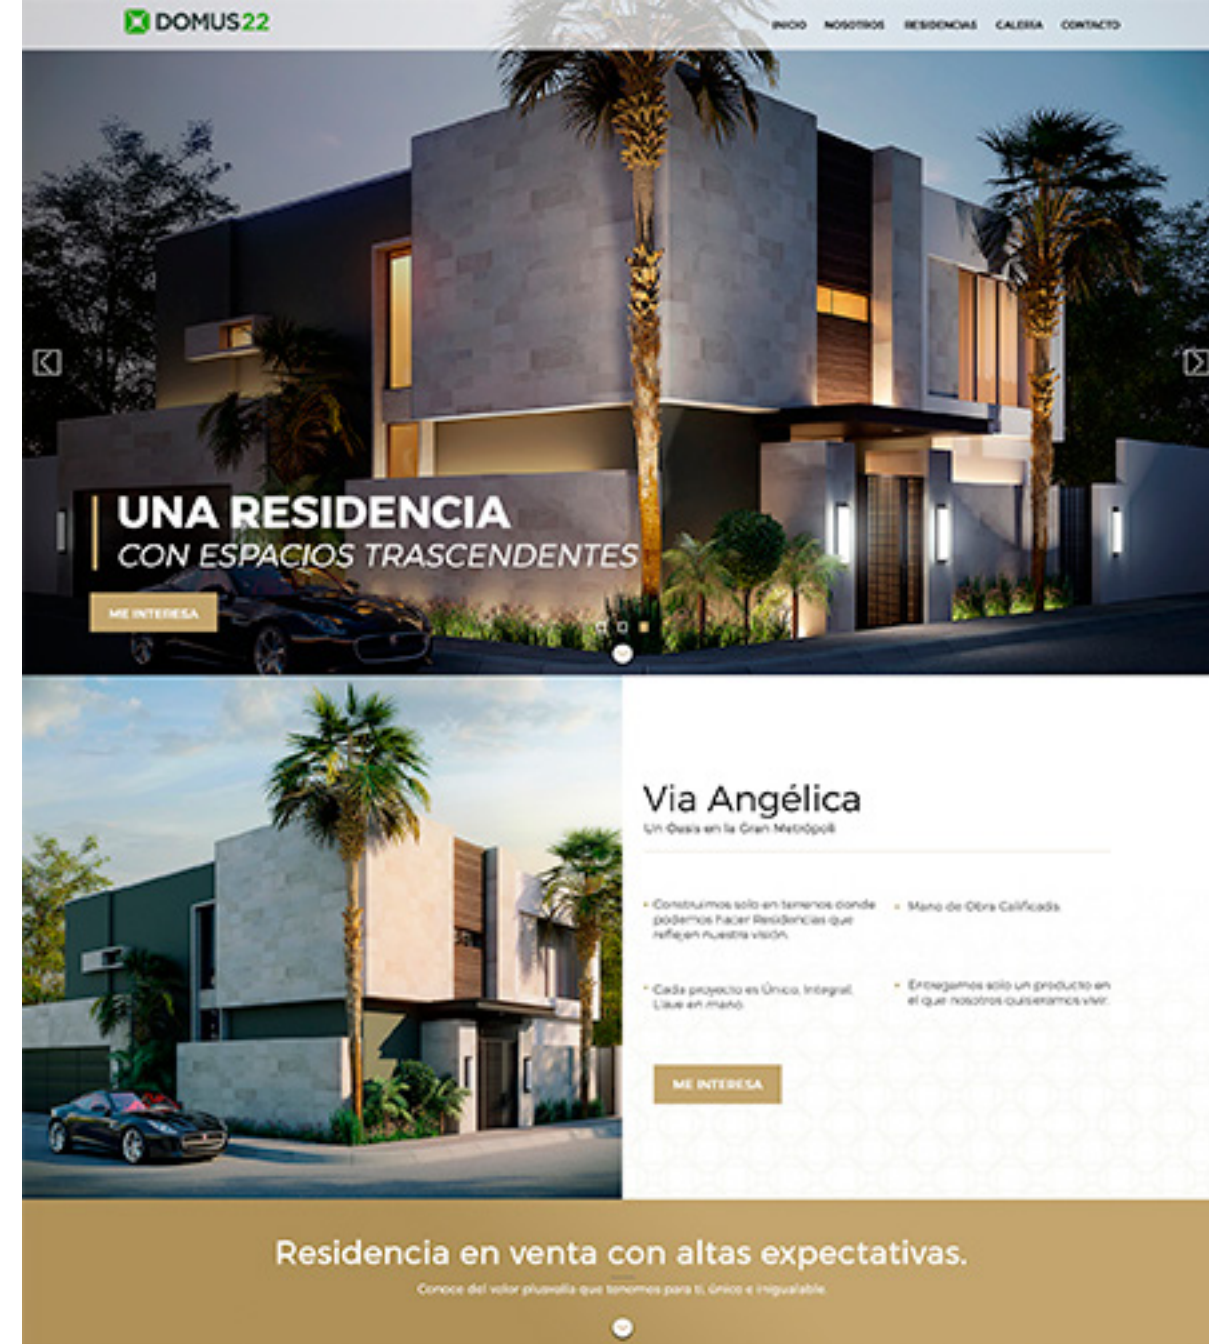 DOMUS22
INICIO NOSOTROS RESIDENCIAS GALERÍA CONTACTO
UNA RESIDENCIA
CON ESPACIOS TRASCENDENTES
ME INTERESA
Via Angélica
Un Oasis en la Gran Metrópoli
Construimos solo en terrenos donde
podemos hacer Residencias que
reflejen nuestra visión.
Mano de Obra Calificada.
Cada proyecto es Único, Integral,
Llave en mano.
Entregamos solo un producto en
el que nosotros quisieramos vivir.
ME INTERESA
Residencia en venta con altas expectativas.
Conoce del valor plusvalía que tenemos para ti, único e inigualable.